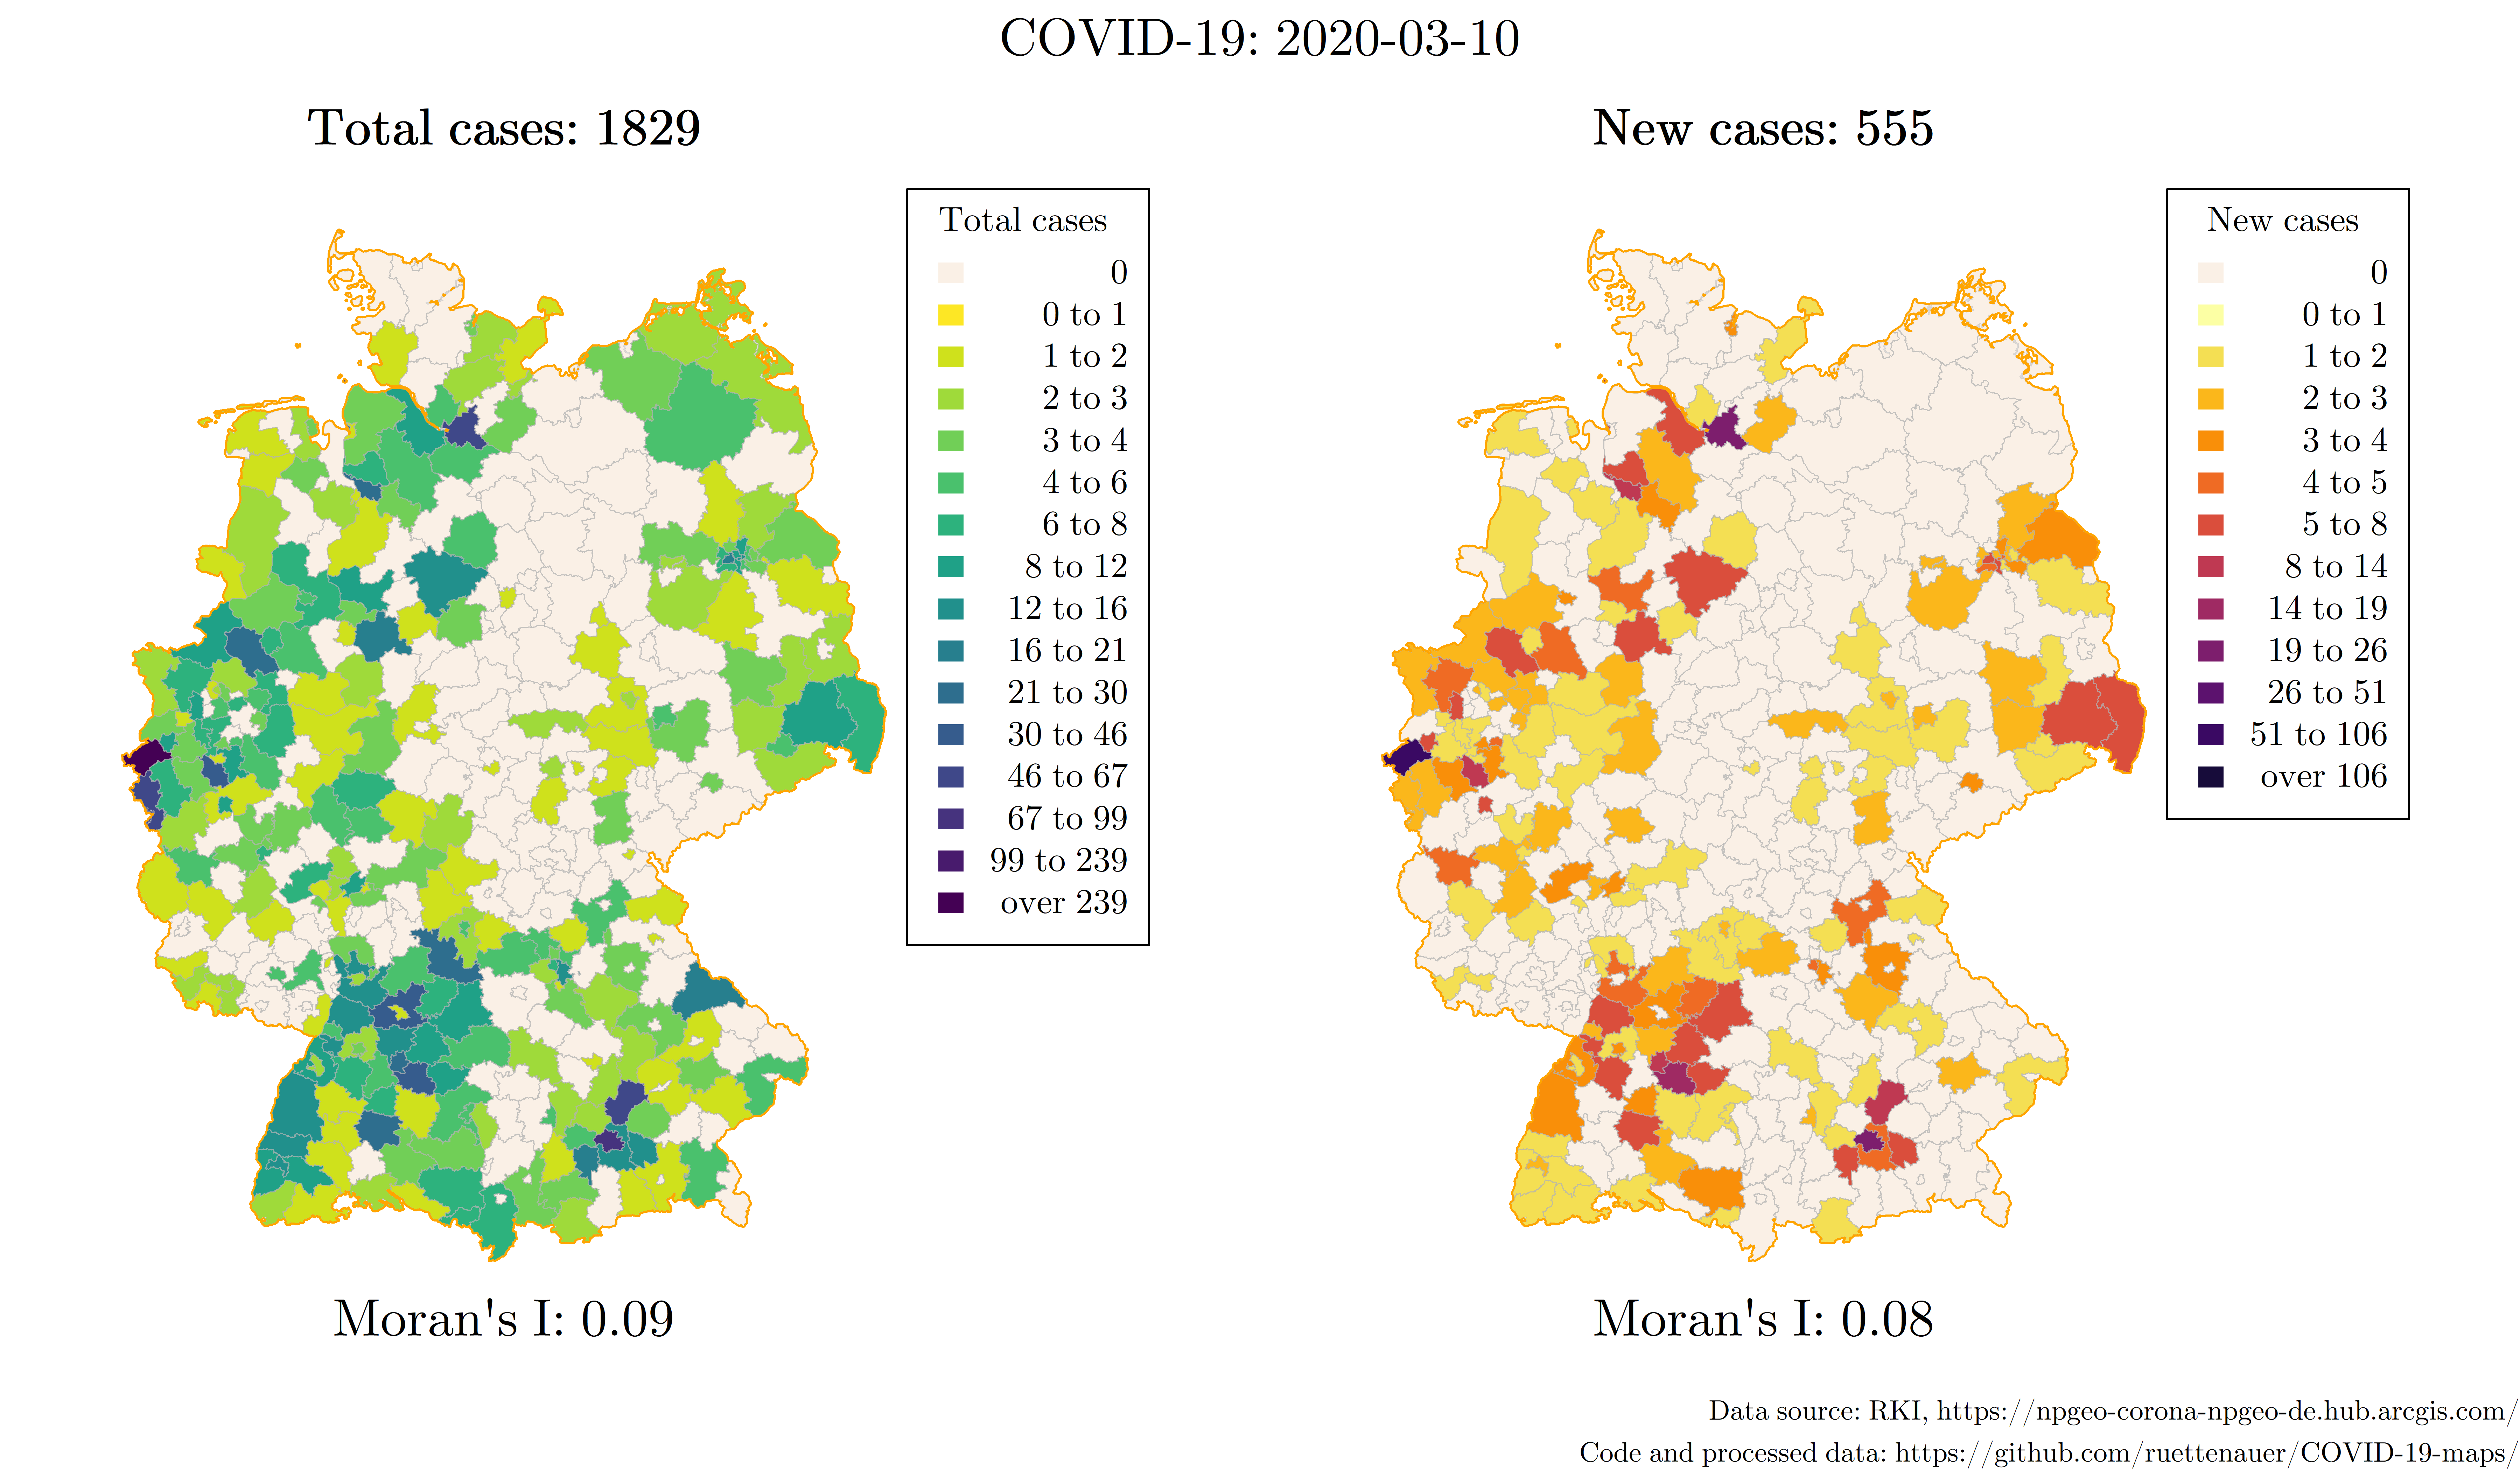 COVID-19: 2020-03-10
Total cases: 1829
Total cases
0
0 to 1
1 to 2
2 to 3
3 to 4
4 to 6
6 to 8
8 to 12
12 to 16
16 to 21
21 to 30
30 to 46
46 to 67
67 to 99
99 to 239
over 239
Moran's I: 0.09
New cases: 555
New cases
0
0 to 1
1 to 2
2 to 3
3 to 4
4 to 5
5 to 8
8 to 14
14 to 19
19 to 26
26 to 51
51 to 106
over 106
Moran's I: 0.08
Data source: RKI, https://npgeo-corona-npgeo-de.hub.arcgis.com/
Code and processed data: https://github.com/ruettenauer/COVID-19-maps/